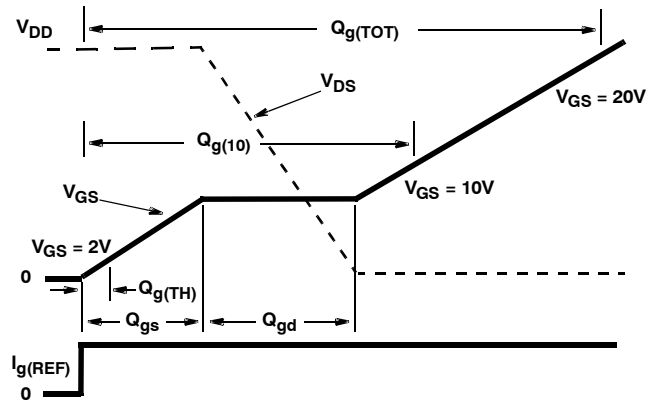 V_DD
Q_g(TOT)
V_DS
V_GS = 20V
Q_g(10)
V_GS
V_GS = 10V
V_GS = 2V
0
Q_g(TH)
Q_gs
Q_gd
I_g(REF)
0